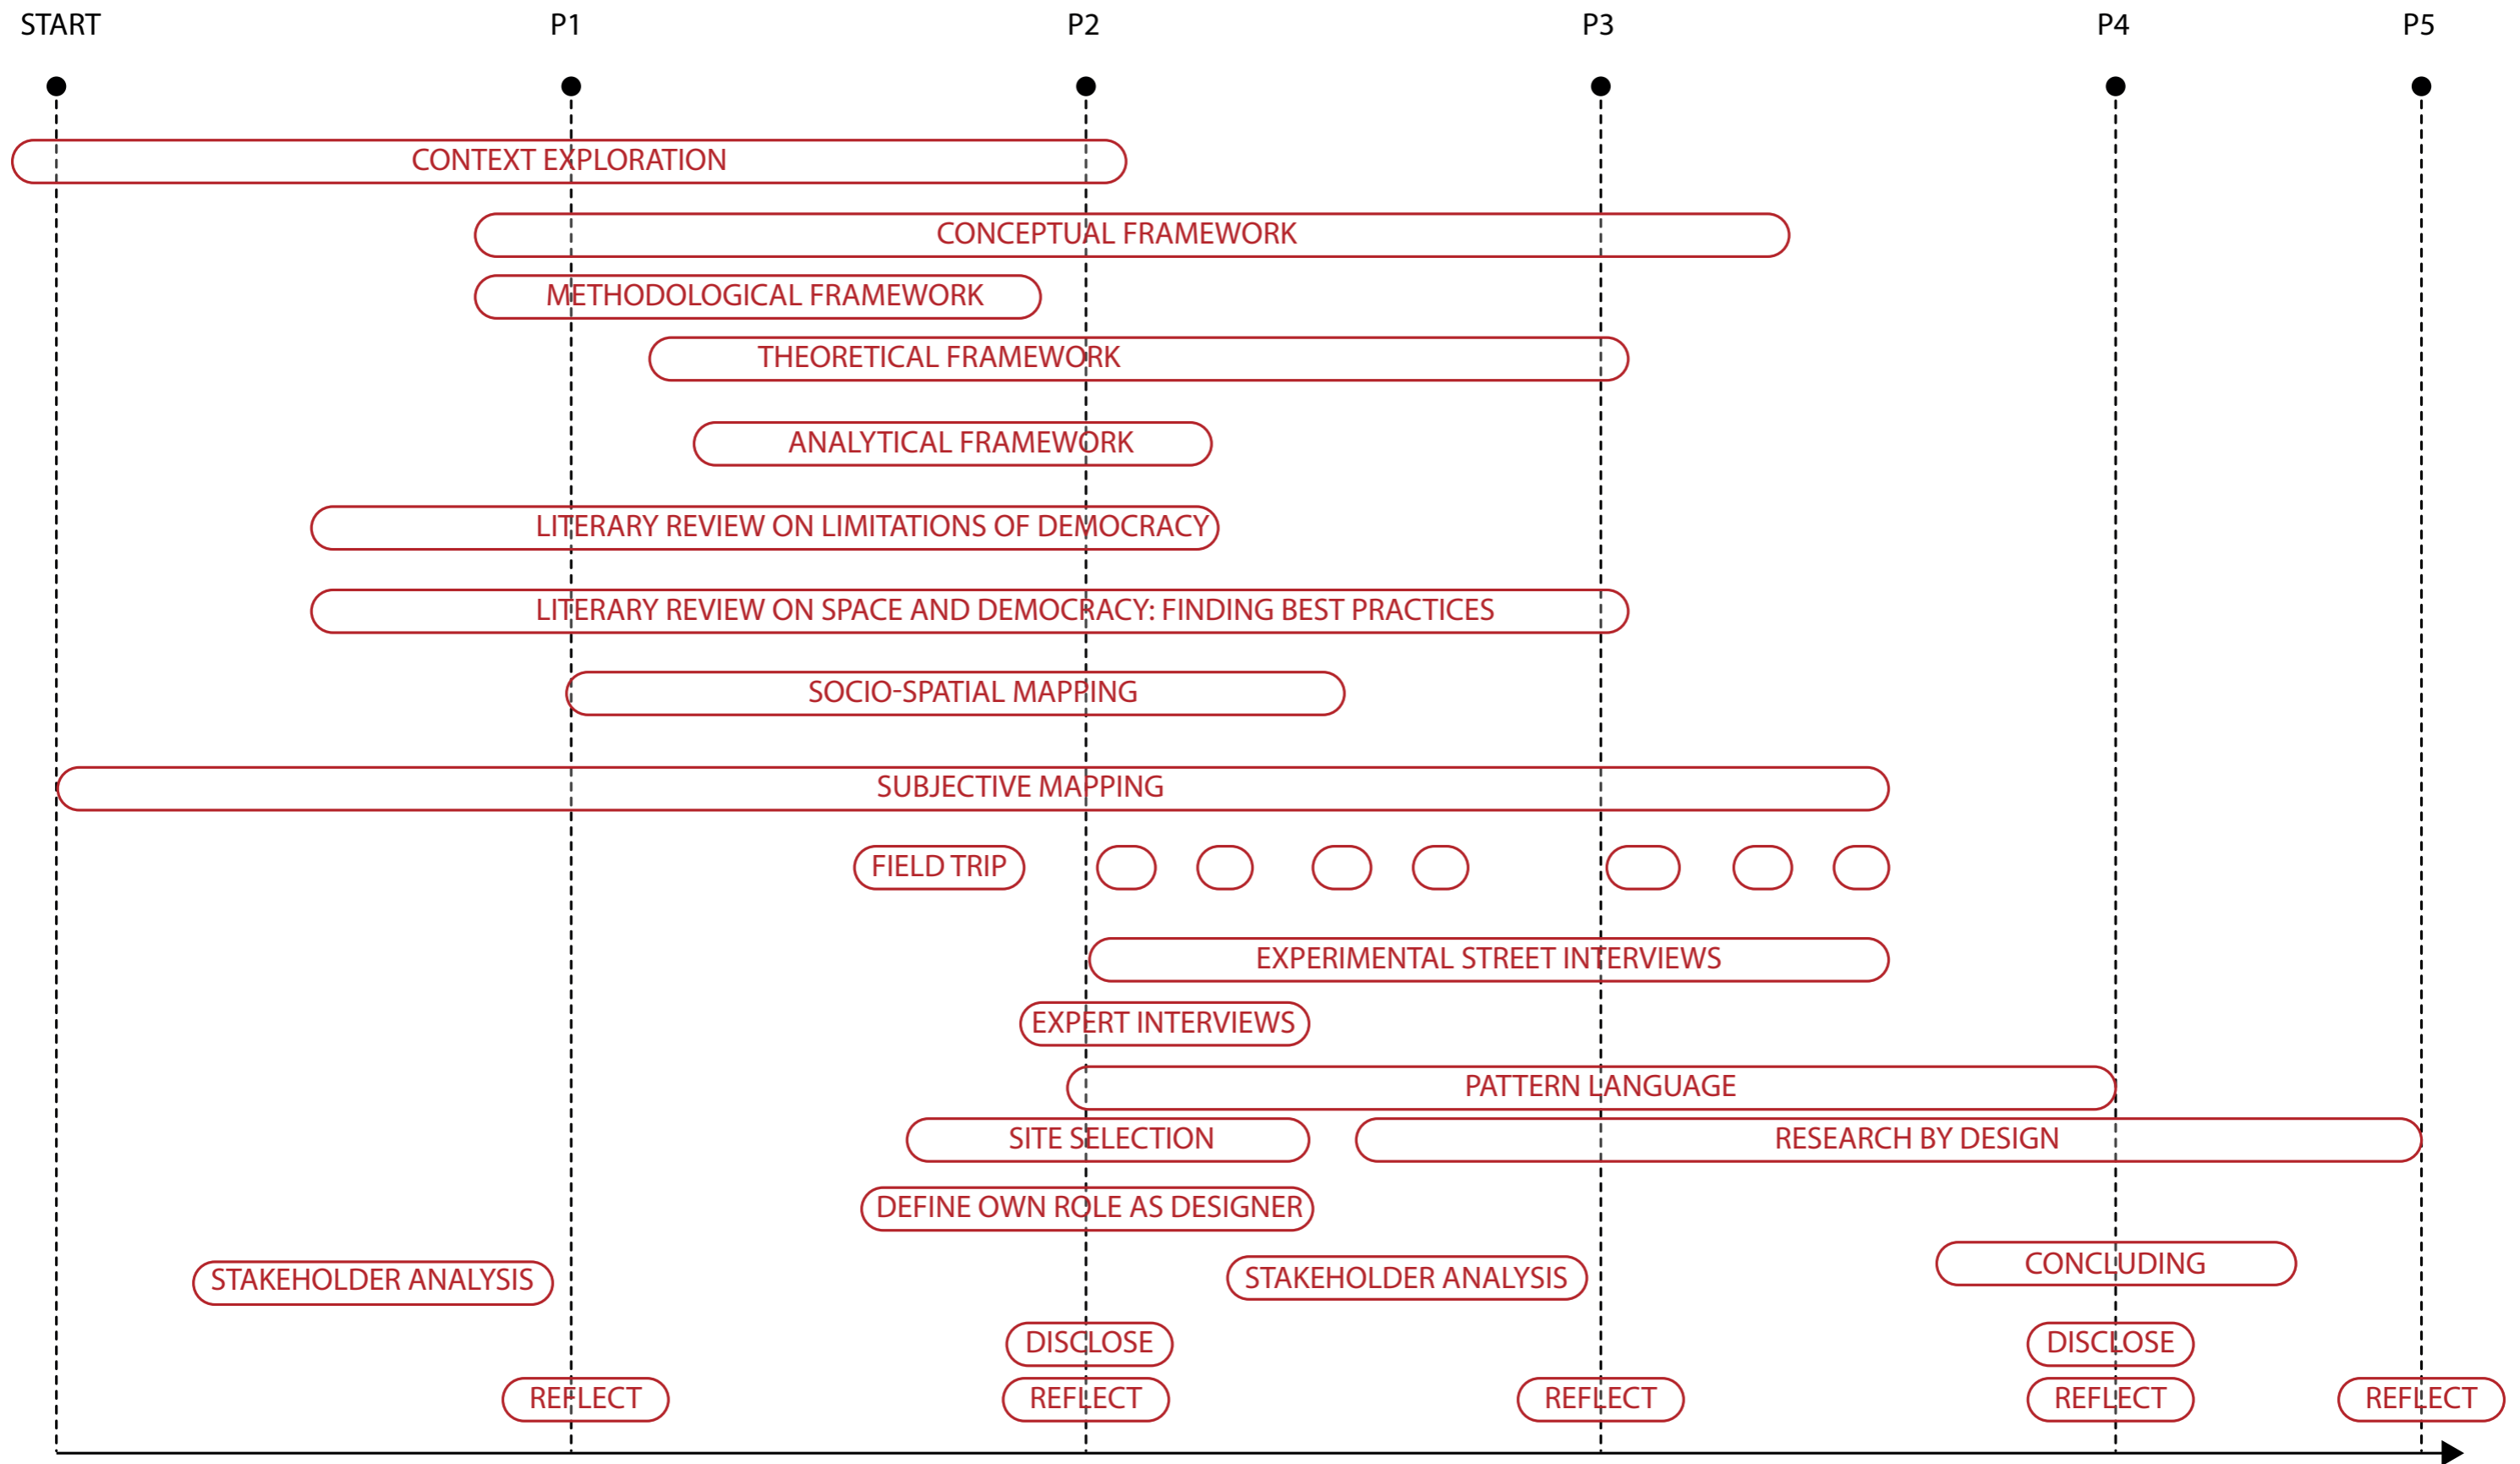 START
P1
P2
P3
P4
P5
CONTEXT EXPLORATION
CONCEPTUAL FRAMEWORK
METHODOLOGICAL FRAMEWORK
THEORETICAL FRAMEWORK
ANALYTICAL FRAMEWORK
LITERARY REVIEW ON LIMITATIONS OF DEMOCRACY
LITERARY REVIEW ON SPACE AND DEMOCRACY: FINDING BEST PRACTICES
SOCIO-SPATIAL MAPPING
SUBJECTIVE MAPPING
FIELD TRIP
EXPERIMENTAL STREET INTERVIEWS
EXPERT INTERVIEWS
PATTERN LANGUAGE
SITE SELECTION
RESEARCH BY DESIGN
DEFINE OWN ROLE AS DESIGNER
STAKEHOLDER ANALYSIS
STAKEHOLDER ANALYSIS
CONCLUDING
DISCLOSE
DISCLOSE
REFLECT
REFLECT
REFLECT
REFLECT
REFLECT